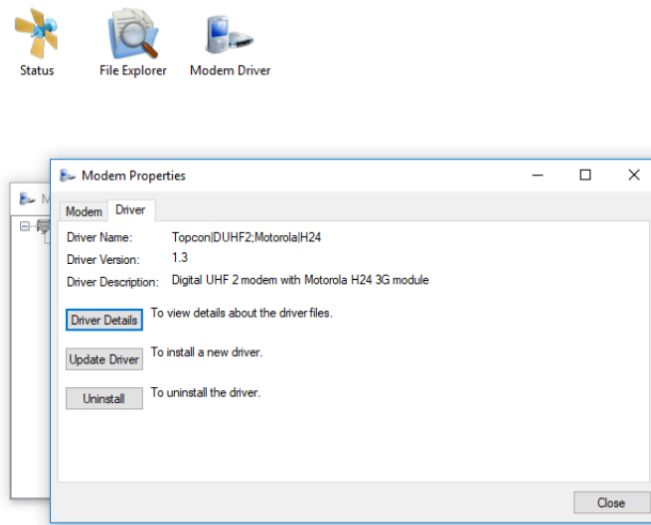 Status
File Explorer
Modem Driver
M
Modem Properties
Modem
Driver
Driver Name: Topcon|DUHF2;Motorola|H24
Driver Version: 1.3
Driver Description: Digital UHF 2 modem with Motorola H24 3G module
Driver Details To view details about the driver files.
Update Driver To install a new driver.
Uninstall To uninstall the driver.
Close